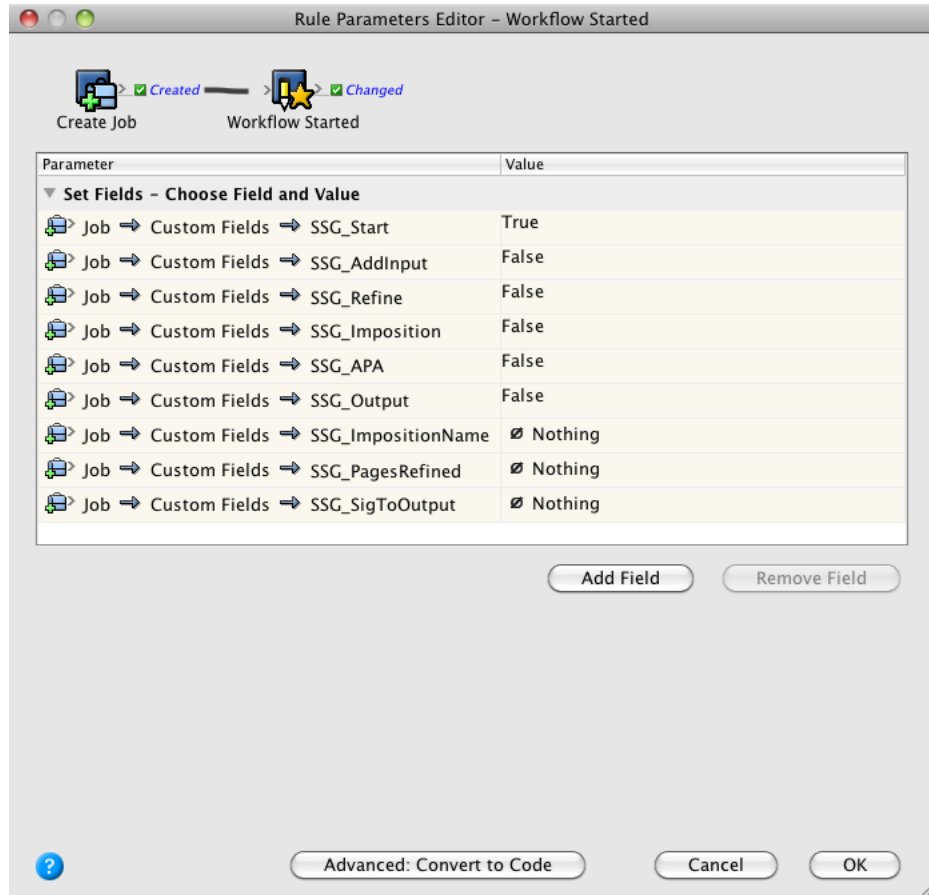 Rule Parameters Editor – Workflow Started
Created Changed
Create Job Workflow Started
Parameter Value
Set Fields – Choose Field and Value
Job Custom Fields SSG_Start True
Job Custom Fields SSG_AddInput False
Job Custom Fields SSG_Refine False
Job Custom Fields SSG_Imposition False
Job Custom Fields SSG_APA False
Job Custom Fields SSG_Output False
Job Custom Fields SSG_ImpositionName Nothing
Job Custom Fields SSG_PagesRefined Nothing
Job Custom Fields SSG_SigToOutput Nothing
Add Field Remove Field
? Advanced: Convert to Code Cancel OK